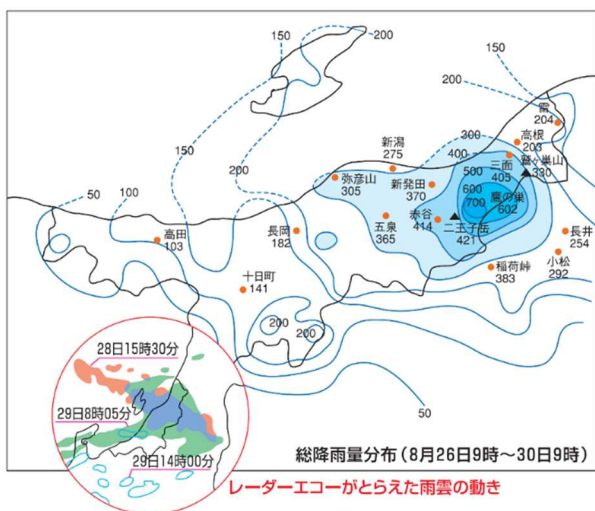 150
200
150
200
150
200
50
100
300
400
500
600
700
雷
204
高根
203
三面
405
鷲ヶ巣山
330
新潟
275
弥彦山
305
新発田
370
鷹の巣
602
赤谷
414
二王子岳
421
五泉
365
長岡
182
高田
103
十日町
141
長井
254
小松
292
稲荷峠
383
200
200
50
28日15時30分
29日8時05分
29日14時00分
総降雨量分布(8月26日9時〜30日9時)
レーダーエコーがとらえた雨雲の動き